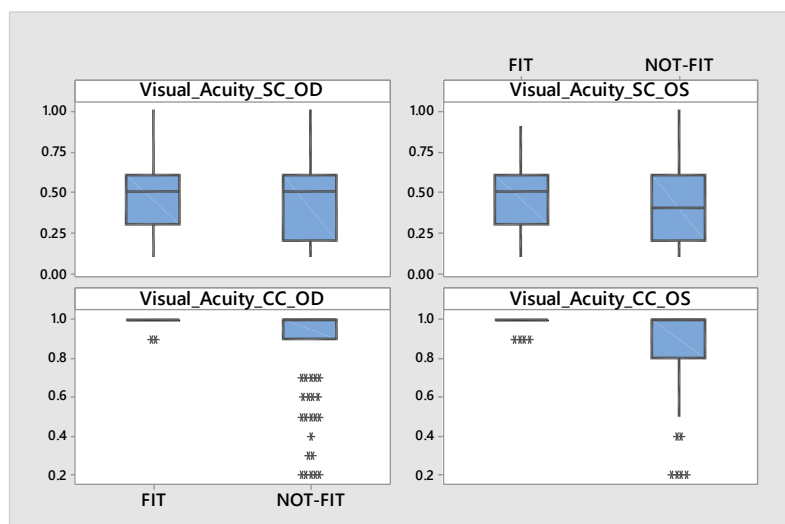 FIT NOT-FIT
Visual_Acuity_SC_OD Visual_Acuity_SC_OS
1.00 1.00
0.75 0.75
0.50 0.50
0.25 0.25
0.00 0.00
Visual_Acuity_CC_OD Visual_Acuity_CC_OS
1.0 1.0
0.8 0.8
0.6 0.6
0.4 0.4
0.2 0.2
FIT NOT-FIT